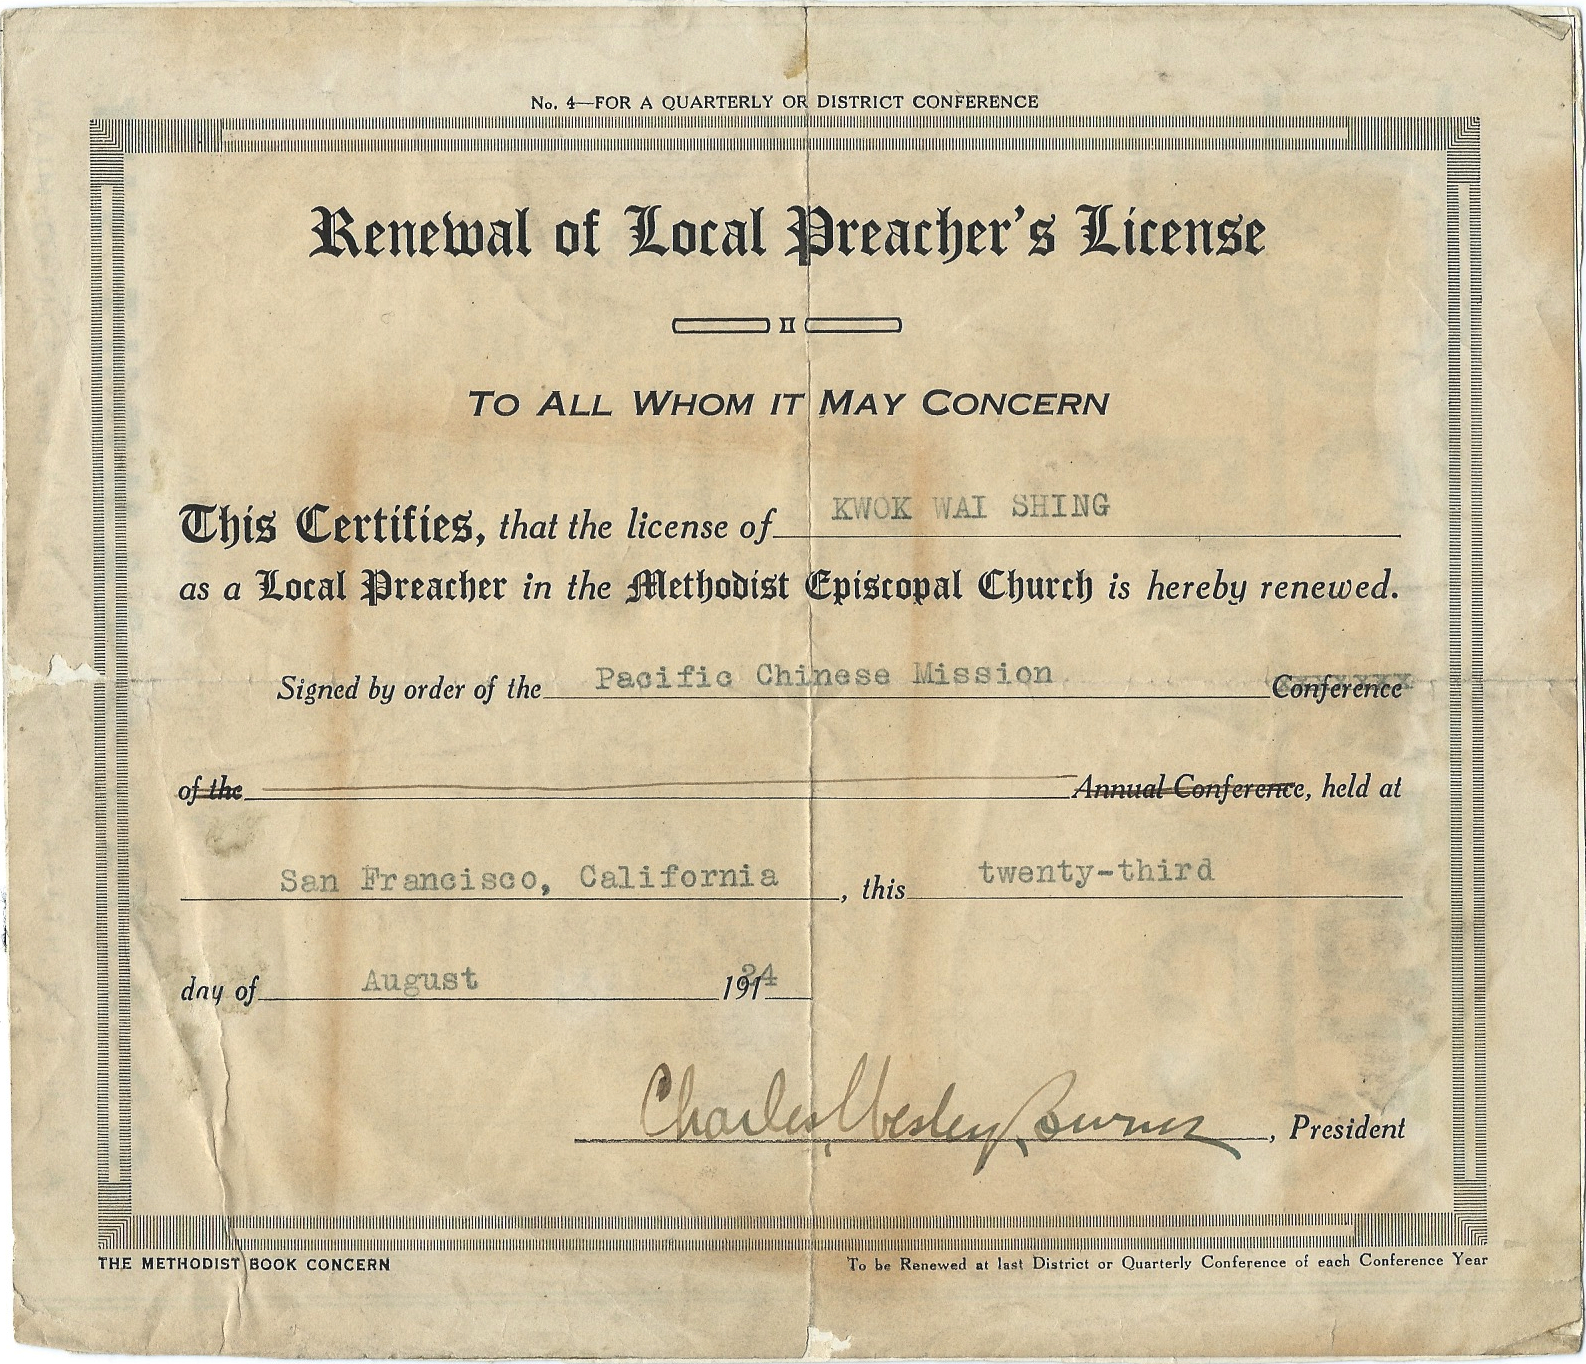 No. 4—FOR A QUARTERLY OR DISTRICT CONFERENCE
Renewal of Local Preacher's License
TO ALL WHOM IT MAY CONCERN
This Certifies, that the license of KWOK WAI SHING
as a Local Preacher in the Methodist Episcopal Church is hereby renewed.
Signed by order of the Pacific Chinese Mission Conference
of the Annual Conference, held at
San Francisco, California, this twenty-third
day of August 19124
Charles Wesley Burns, President
THE METHODIST BOOK CONCERN
To be Renewed at last District or Quarterly Conference of each Conference Year